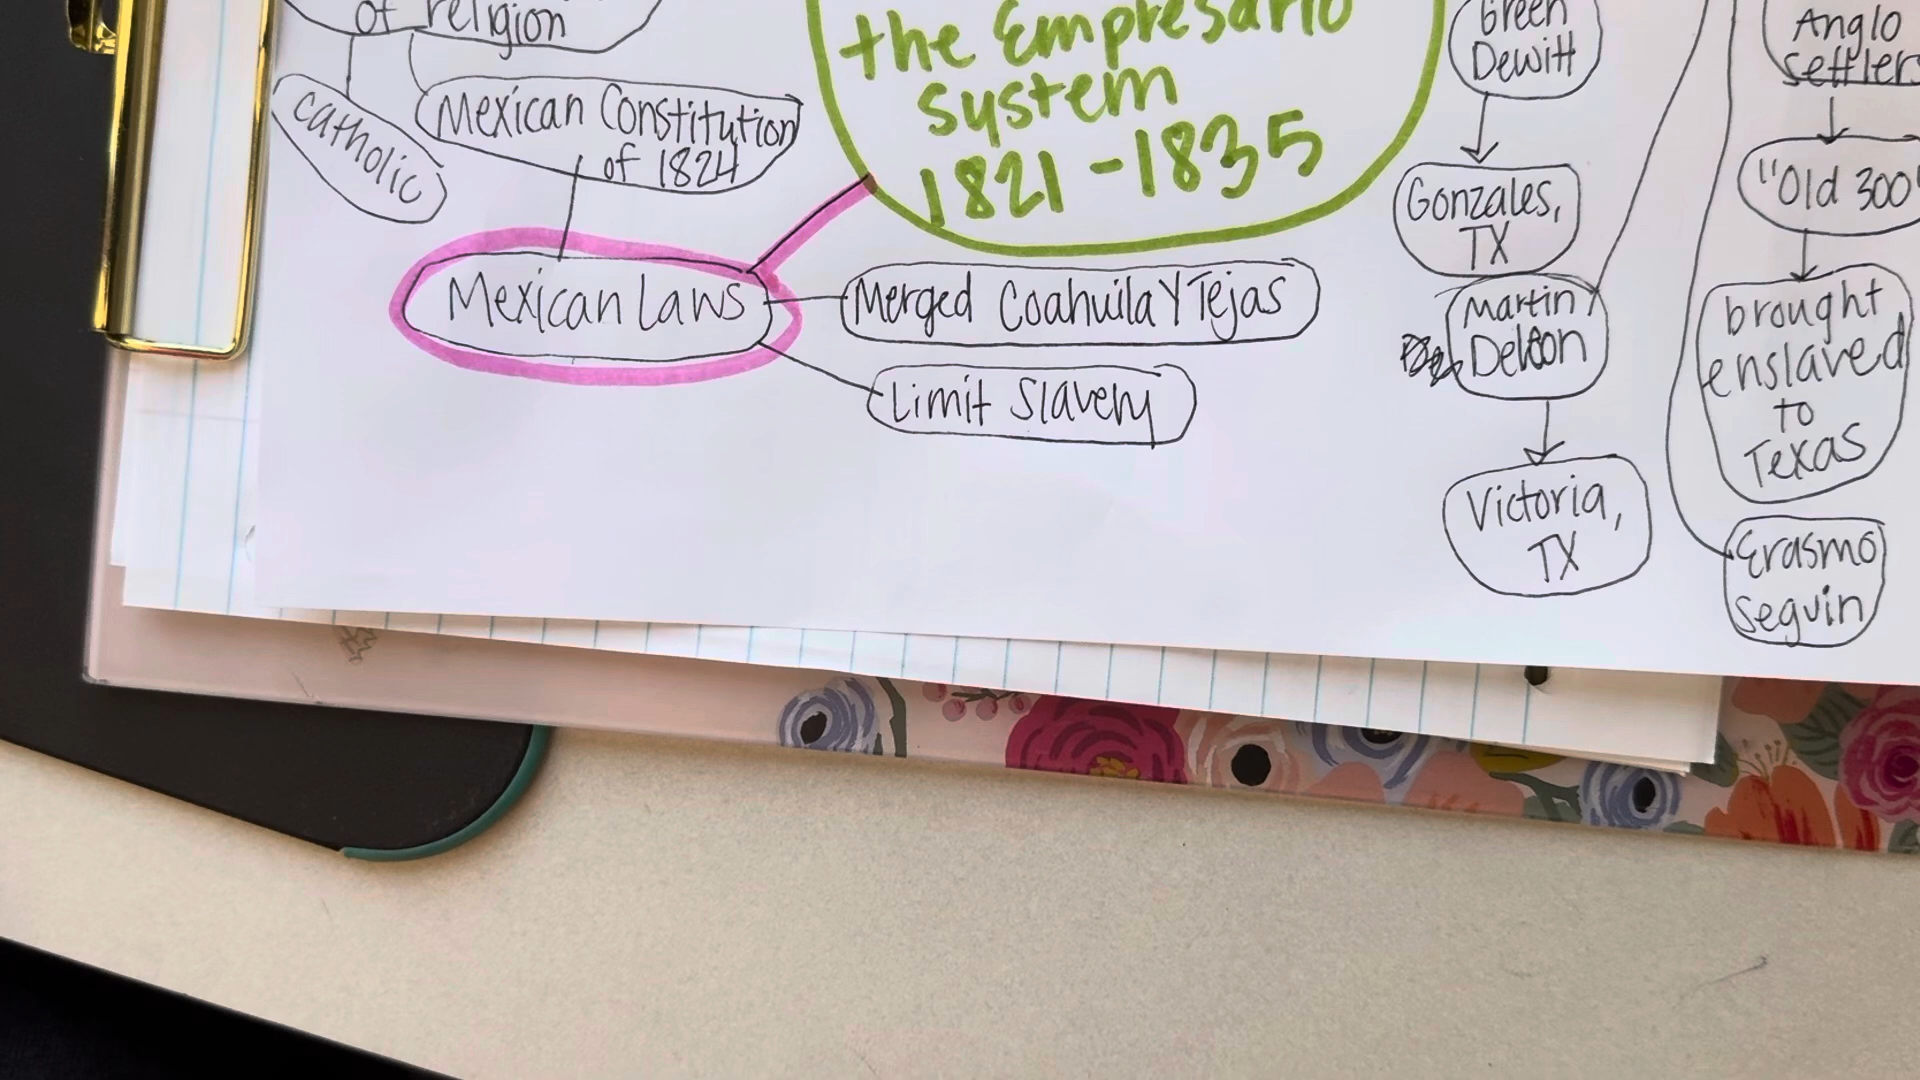 of religion
catholic
Mexican Constitution
of 1824
the Empresario
system
1821-1835
Mexican Laws
Merged Coahuila Y Tejas
Limit Slavery
Green
Dewitt
Gonzales,
TX
Martin
DeLeon
Victoria,
TX
Anglo
settlers
"Old 300"
brought
enslaved
to
Texas
Erasmo
Seguin